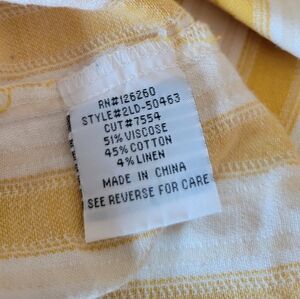 RN#126260
STYLE#2LD-50463
CUT#7554
51% VISCOSE
45% COTTON
4% LINEN
MADE IN CHINA
SEE REVERSE FOR CARE